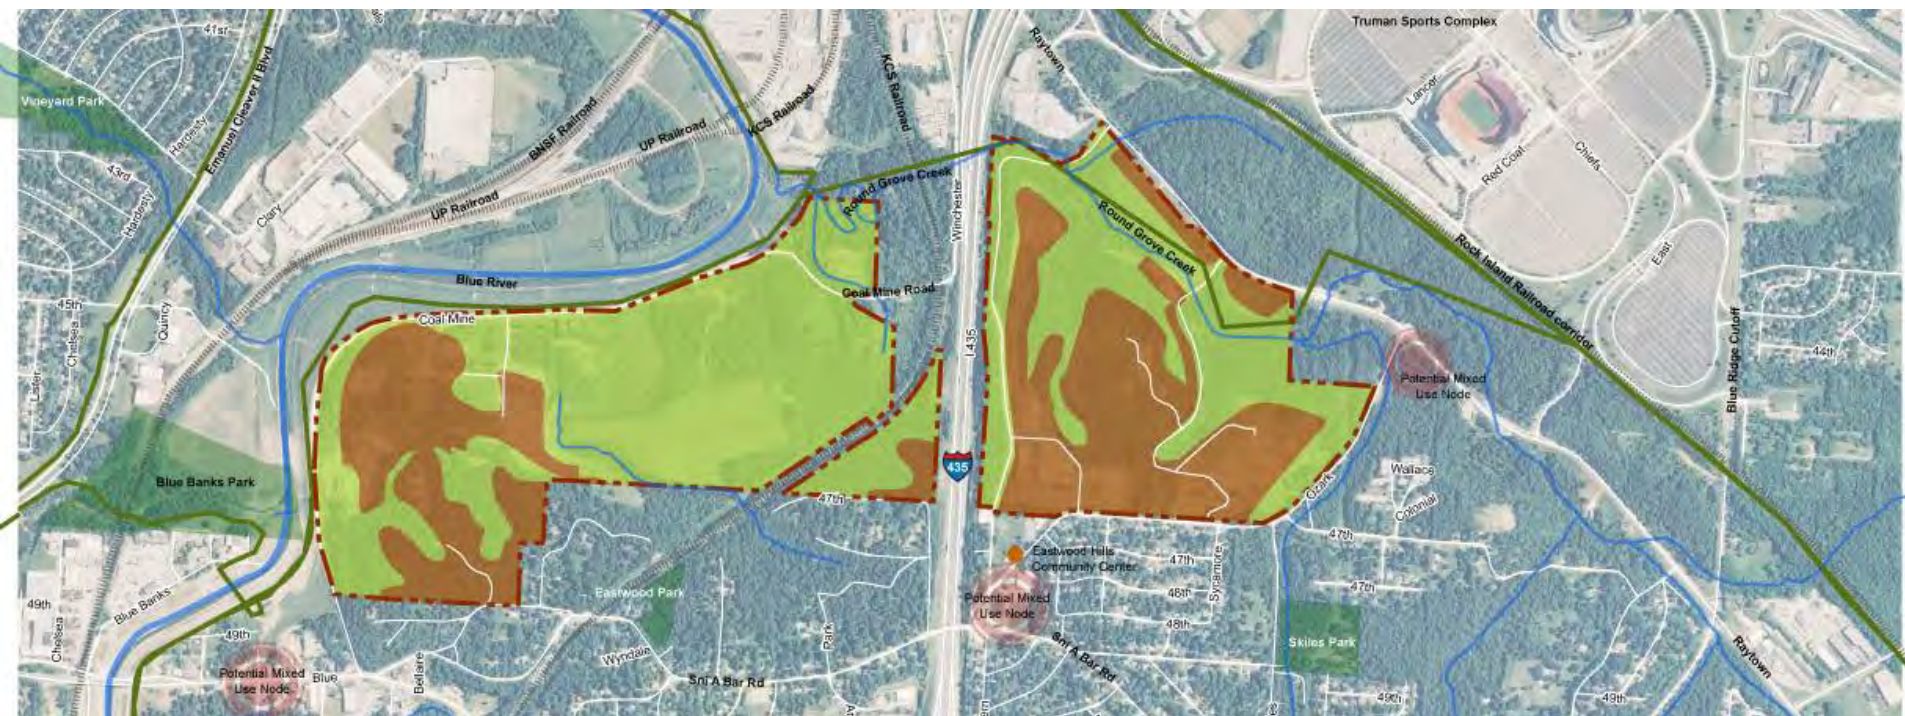 Truman Sports Complex
41st
Emanuel Cleaver II Blvd
Raytown
KCS Railroad
Lancer
Vineyard Park
Hardesty
BNSF Railroad
UP Railroad
KCS Railroad
Chiefs
Red Coat
43rd
Hardesty
Clary
UP Railroad
Round Grove Creek
Winchester
Round Grove Creek
Rock Island Railroad corridor
East
Blue River
Coal Mine Road
45th
Chelsea
Quincy
Coal Mine
I 435
Blue Ridge Cutoff
44th
Lister
Potential Mixed
Use Node
Blue Banks Park
435
47th
Wallace
Ozark
Colonial
47th
Eastwood Hills
Community Center
47th
47th
Sycamore
Eastwood Park
48th
Potential Mixed
Use Node
48th
49th
Blue Banks
Chelsea
49th
Park
Skiles Park
Wyndale
Sni A Bar Rd
Raytown
Potential Mixed
Use Node
Blue
Bellaire
Sni A Bar Rd
49th
49th